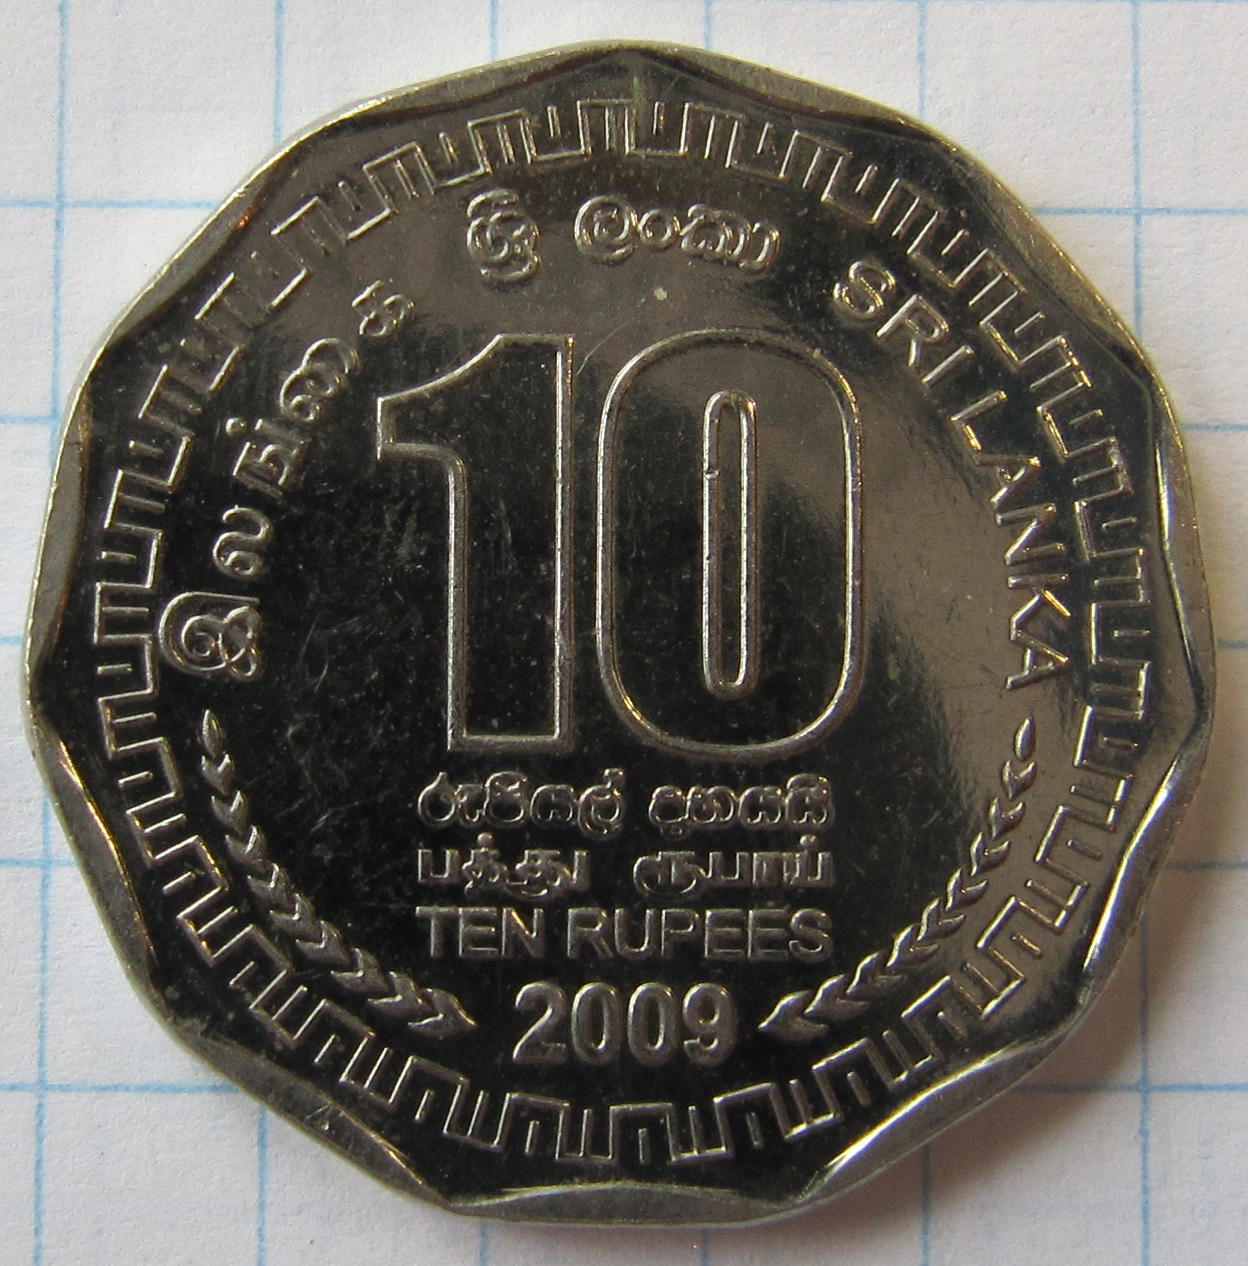 ශ්‍රී ලංකා
இலங்கை
SRI LANKA
10
රුපියල් දහයයි
பத்து ரூபாய்
TEN RUPEES
2009